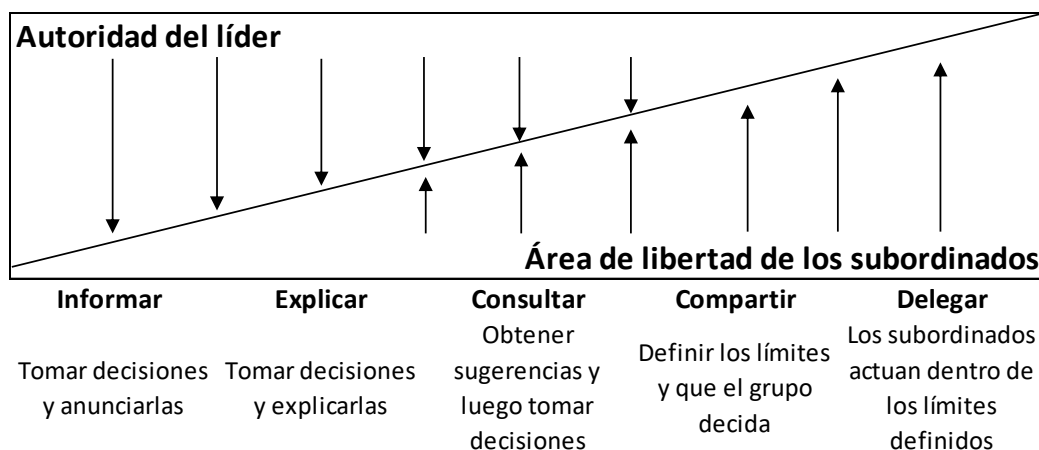 Autoridad del líder
Área de libertad de los subordinados
Informar
Tomar decisiones
y anunciarlas
Explicar
Tomar decisiones
y explicarlas
Consultar
Obtener
sugerencias y
luego tomar
decisiones
Compartir
Definir los límites
y que el grupo
decida
Delegar
Los subordinados
actuan dentro de
los límites
definidos